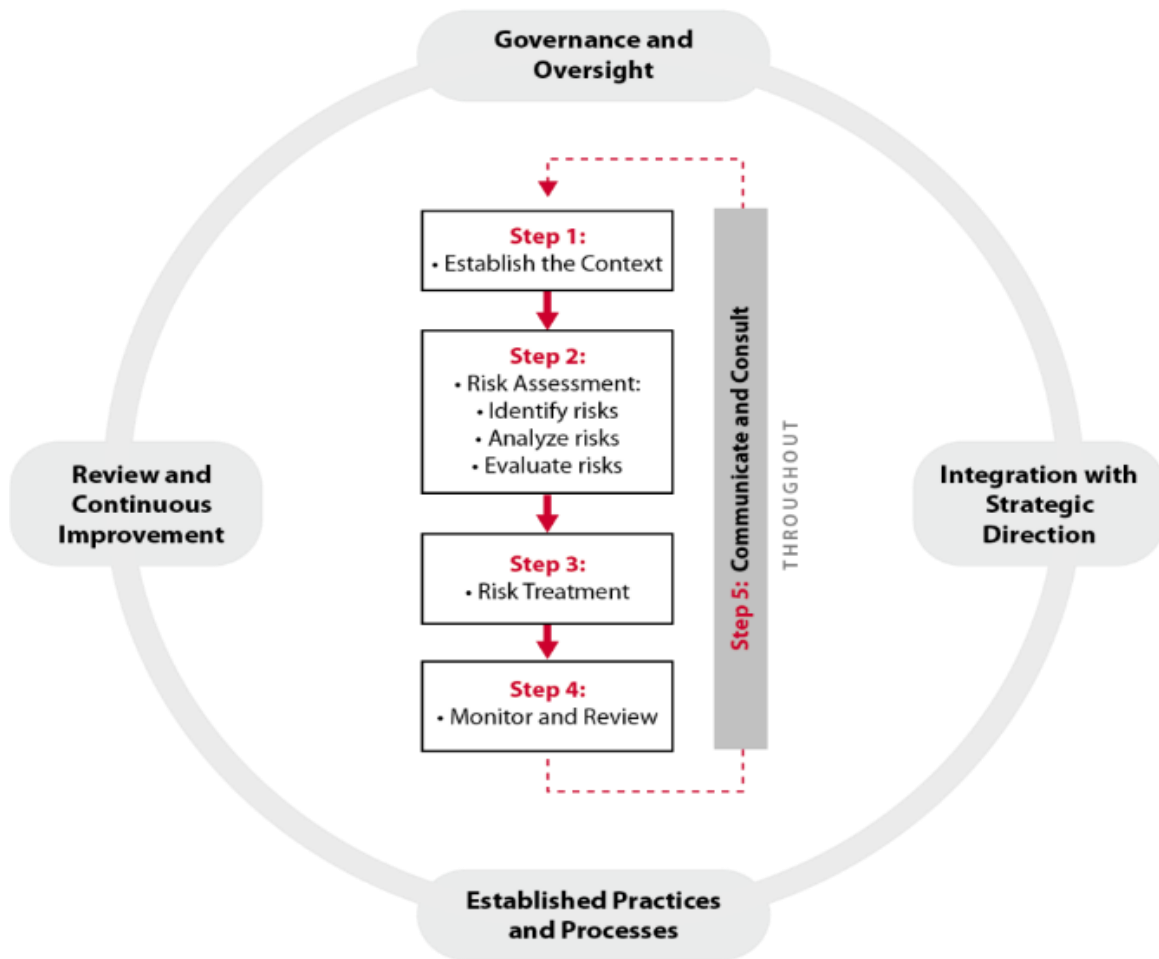 Governance and
Oversight
Step 1:
• Establish the Context
Step 2:
• Risk Assessment:
• Identify risks
• Analyze risks
• Evaluate risks
Step 3:
• Risk Treatment
Step 4:
• Monitor and Review
Step 5: Communicate and Consult
THROUGHOUT
Review and
Continuous
Improvement
Integration with
Strategic
Direction
Established Practices
and Processes